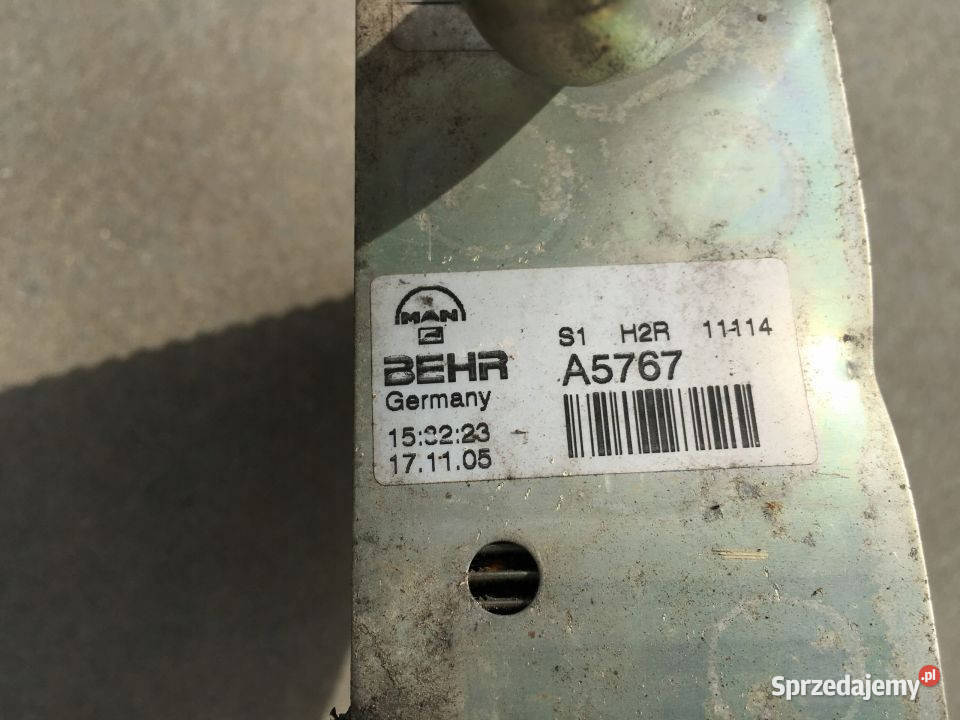 MAN
BEHR
Germany
15:32:23
17.11.05
S1 H2R 11-114
A5767
Sprzedajemy.pl